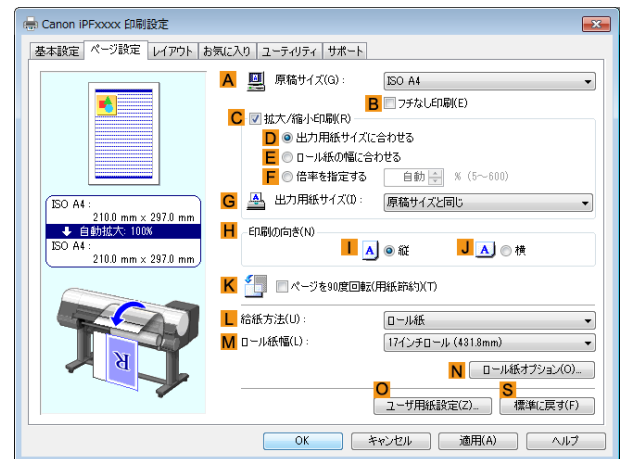 Canon iPFxxxx 印刷設定
基本設定 ページ設定 レイアウト お気に入り ユーティリティ サポート
A 原稿サイズ(G): ISO A4
B フチなし印刷(E)
C 拡大/縮小印刷(R)
D 出力用紙サイズに合わせる
E ロール紙の幅に合わせる
F 倍率を指定する 自動 % (5～600)
G 出力用紙サイズ(I): 原稿サイズと同じ
ISO A4:
210.0 mm x 297.0 mm
自動拡大: 100%
ISO A4:
210.0 mm x 297.0 mm
H 印刷の向き(N)
I A 縦 J A 横
K ページを90度回転(用紙節約)(T)
L 給紙方法(U): ロール紙
M ロール紙幅(L): 17インチロール (431.8mm)
R
N ロール紙オプション(O)...
O ユーザ用紙設定(Z)... S 標準に戻す(F)
OK キャンセル 適用(A) ヘルプ